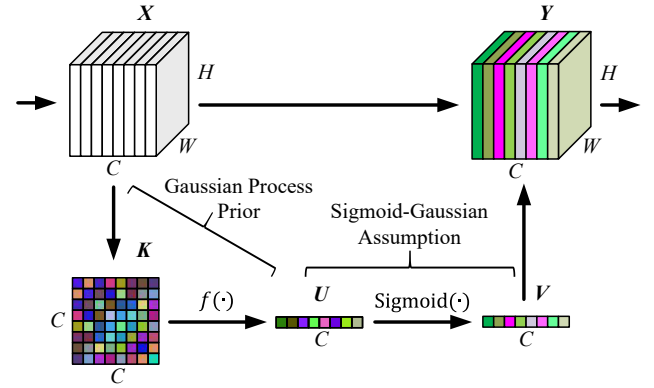 X
Y
H
H
W
W
C
C
Gaussian Process
Prior
Sigmoid-Gaussian
Assumption
K
U
V
C
f(·)
Sigmoid(·)
C
C
C